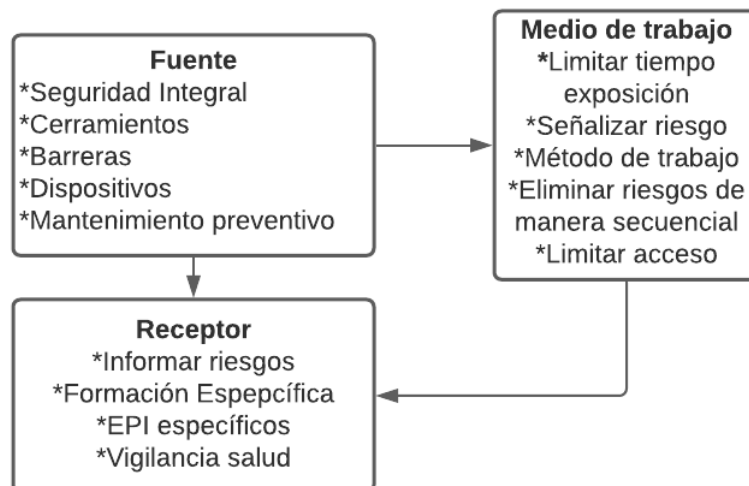 Fuente
*Seguridad Integral
*Cerramientos
*Barreras
*Dispositivos
*Mantenimiento preventivo
Medio de trabajo
*Limitar tiempo
exposición
*Señalizar riesgo
*Método de trabajo
*Eliminar riesgos de
manera secuencial
*Limitar acceso
Receptor
*Informar riesgos
*Formación Espepcífica
*EPI específicos
*Vigilancia salud